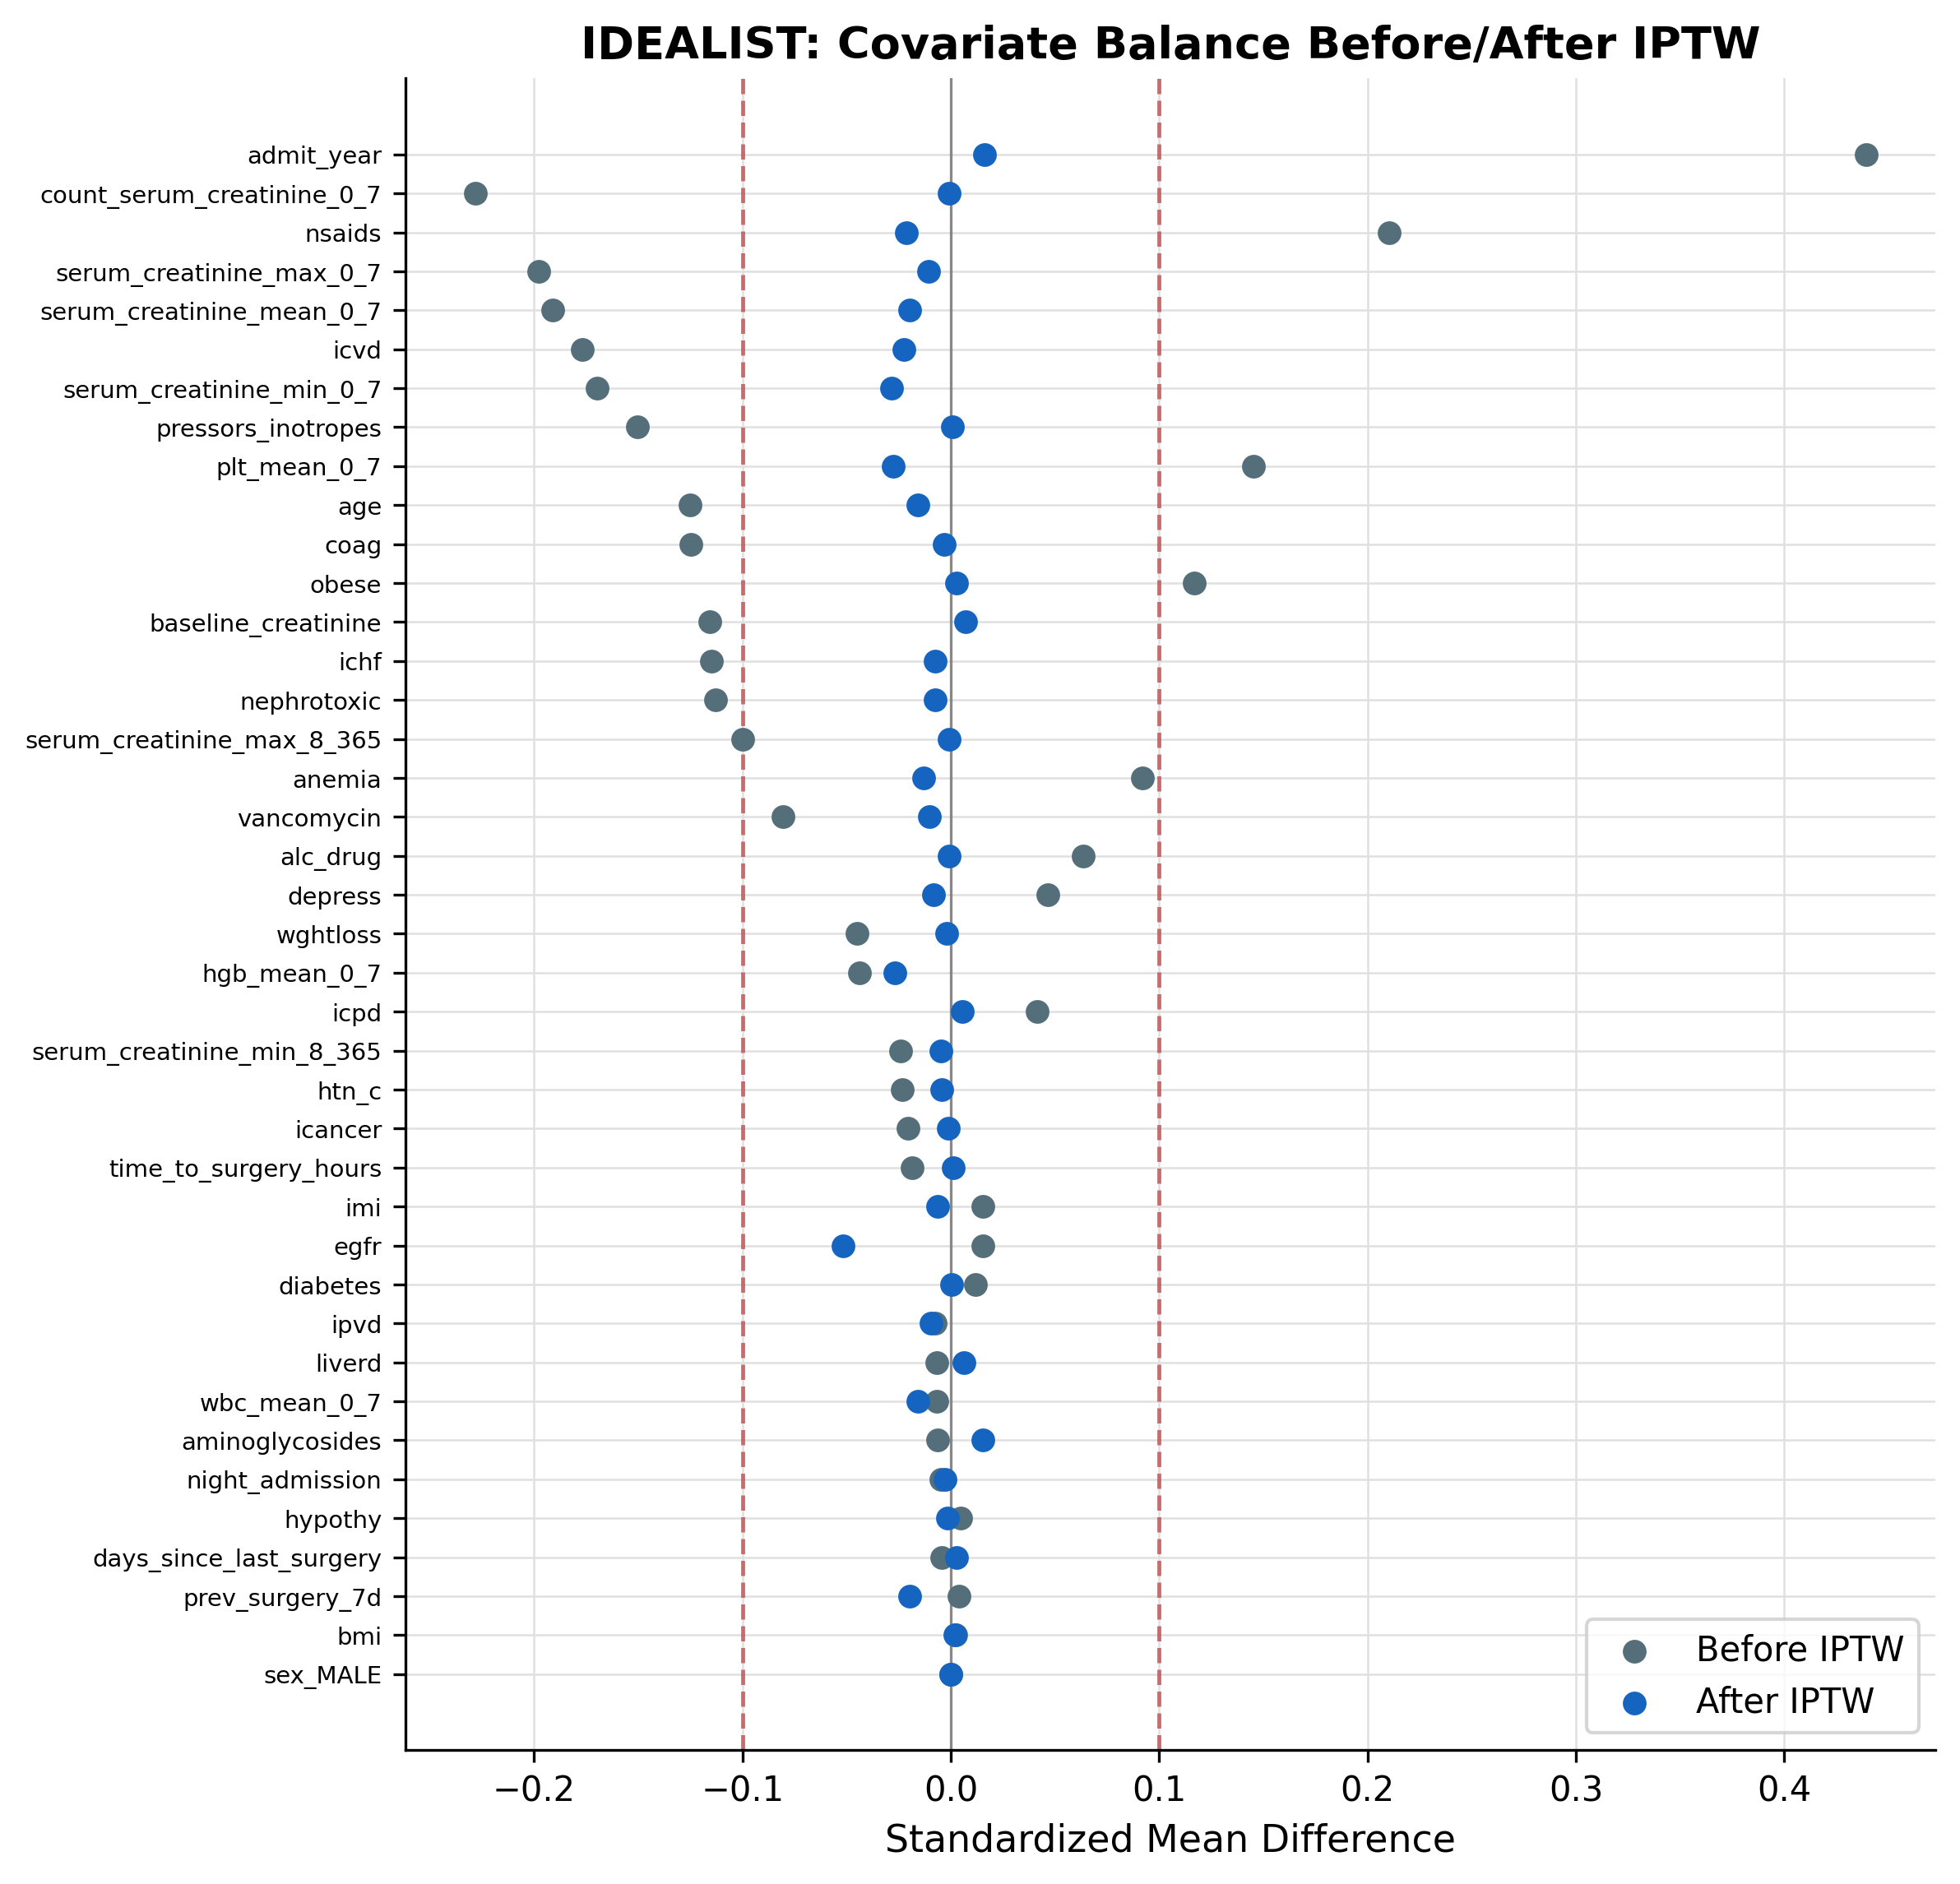 IDEALIST: Covariate Balance Before/After IPTW
admit_year
count_serum_creatinine_0_7
nsaids
serum_creatinine_max_0_7
serum_creatinine_mean_0_7
icvd
serum_creatinine_min_0_7
pressors_inotropes
plt_mean_0_7
age
coag
obese
baseline_creatinine
ichf
nephrotoxic
serum_creatinine_max_8_365
anemia
vancomycin
alc_drug
depress
wghtloss
hgb_mean_0_7
icpd
serum_creatinine_min_8_365
htn_c
icancer
time_to_surgery_hours
imi
egfr
diabetes
ipvd
liverd
wbc_mean_0_7
aminoglycosides
night_admission
hypothy
days_since_last_surgery
prev_surgery_7d
bmi
sex_MALE
Before IPTW
After IPTW
−0.2 −0.1 0.0 0.1 0.2 0.3 0.4
Standardized Mean Difference